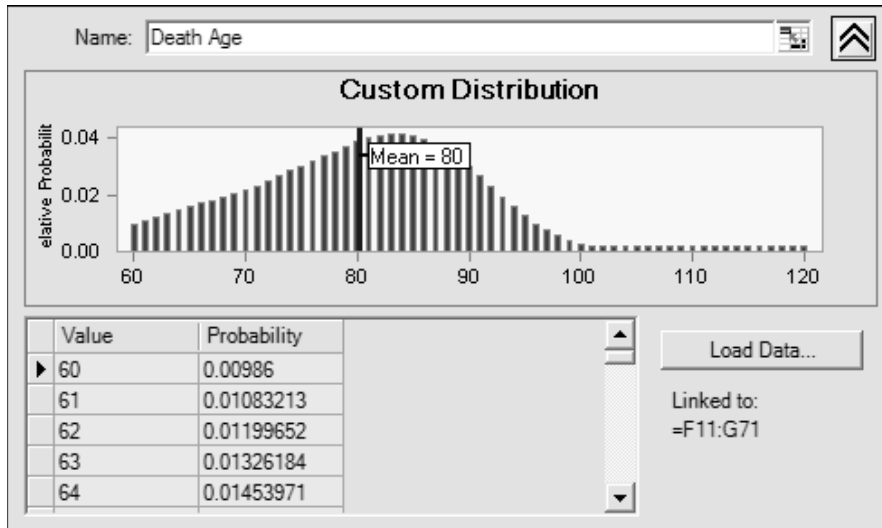 Name: Death Age
Custom Distribution
elative Probabilit
0.04
0.02
0.00
Mean = 80
60 70 80 90 100 110 120
Value Probability
60 0.00986
61 0.01083213
62 0.01199652
63 0.01326184
64 0.01453971
Load Data...
Linked to:
=F11:G71